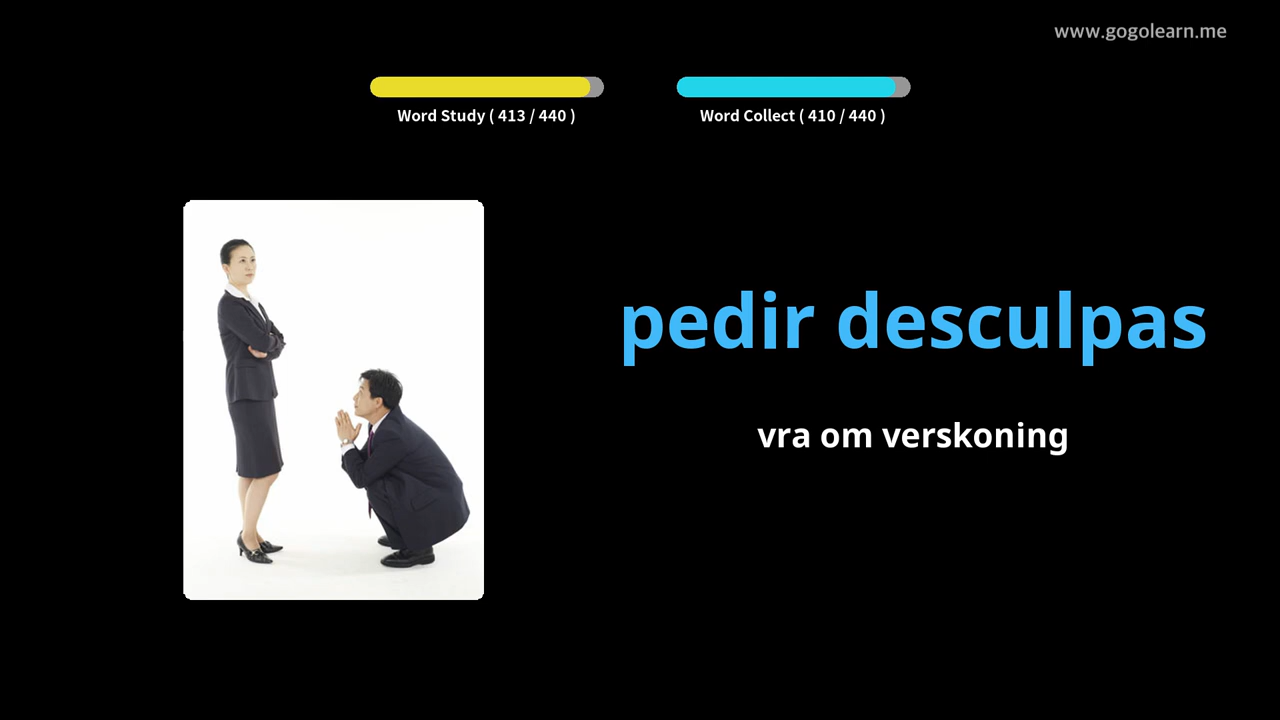 www.gogolearn.me
Word Study ( 413 / 440 )
Word Collect ( 410 / 440 )
pedir desculpas
vra om verskoning